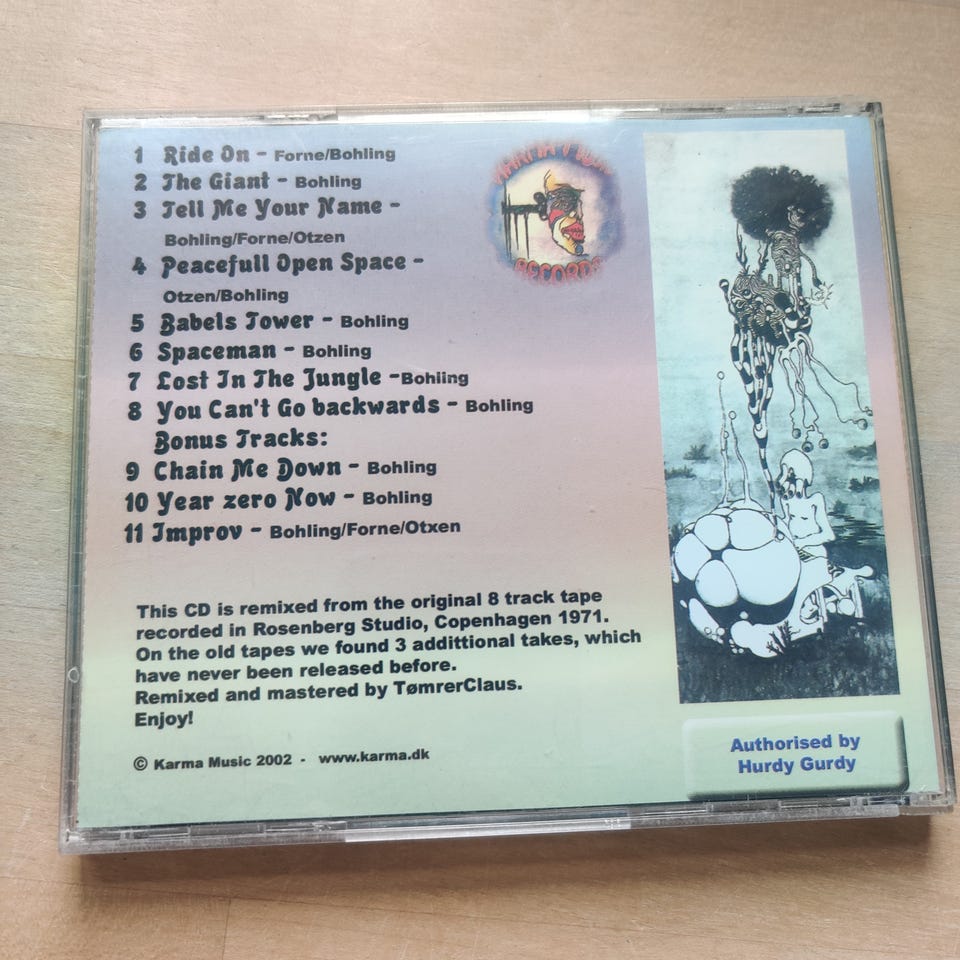 1 Ride On - Forne/Bohling
2 The Giant - Bohling
3 Tell Me Your Name -
Bohling/Forne/Otzen
4 Peacefull Open Space -
Otzen/Bohling
5 Babels Tower - Bohling
6 Spaceman - Bohling
7 Lost In The Jungle -Bohling
8 You Can't Go backwards - Bohling
Bonus Tracks:
9 Chain Me Down - Bohling
10 Year zero Now - Bohling
11 Improv - Bohling/Forne/Otxen
RECORDS
This CD is remixed from the original 8 track tape
recorded in Rosenberg Studio, Copenhagen 1971.
On the old tapes we found 3 addittional takes, which
have never been released before.
Remixed and mastered by TømrerClaus.
Enjoy!
© Karma Music 2002 - www.karma.dk
Authorised by
Hurdy Gurdy